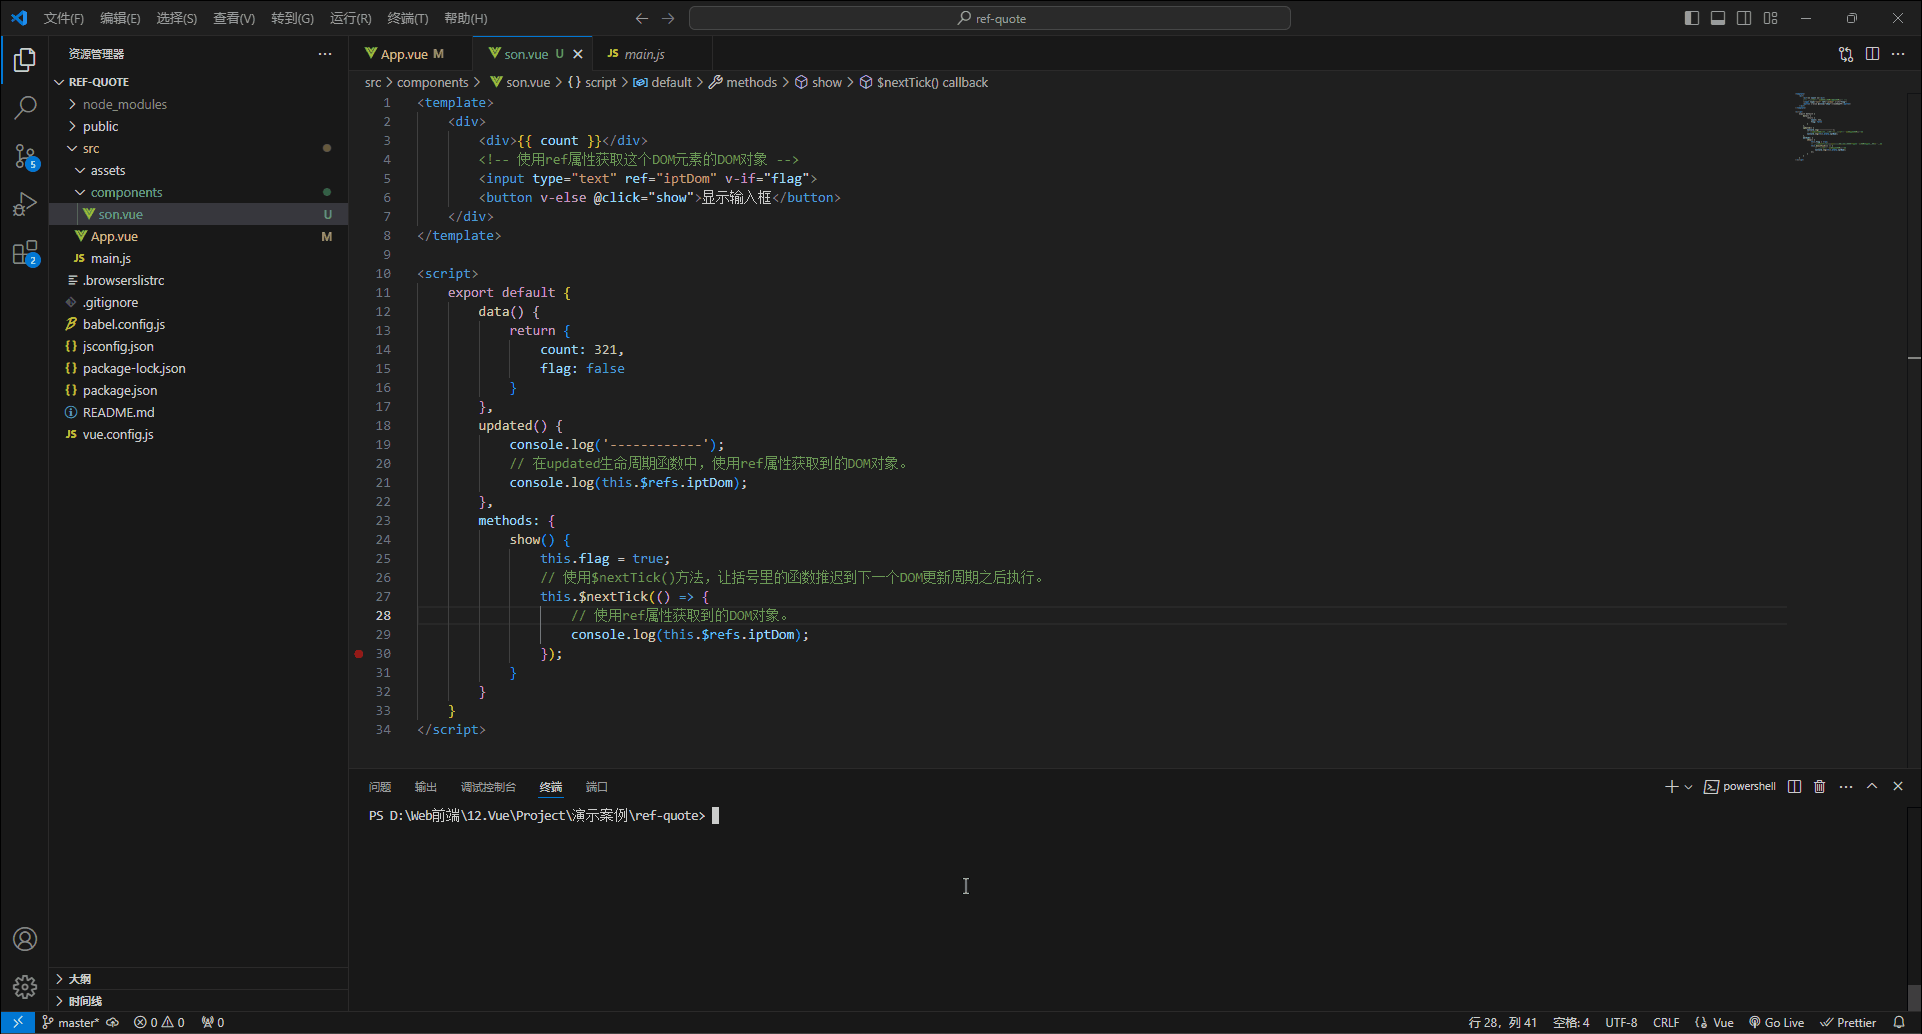 文件(F) 编辑(E) 选择(S) 查看(V) 转到(G) 运行(R) 终端(T) 帮助(H)
ref-quote
资源管理器
REF-QUOTE
node_modules
public
src
assets
components
son.vue U
App.vue M
JS main.js
.browserslistrc
.gitignore
babel.config.js
{} jsconfig.json
{} package-lock.json
{} package.json
README.md
JS vue.config.js
大纲
时间线
5
2
App.vue M
son.vue U
JS main.js
src > components > son.vue > {} script > default > methods > show > $nextTick() callback
1 <template>
2 <div>
3 <div>{{ count }}</div>
4 <!-- 使用ref属性获取这个DOM元素的DOM对象 -->
5 <input type="text" ref="iptDom" v-if="flag">
6 <button v-else @click="show">显示输入框</button>
7 </div>
8 </template>
9
10 <script>
11 export default {
12 data() {
13 return {
14 count: 321,
15 flag: false
16 }
17 },
18 updated() {
19 console.log('------------');
20 // 在updated生命周期函数中，使用ref属性获取到的DOM对象。
21 console.log(this.$refs.iptDom);
22 },
23 methods: {
24 show() {
25 this.flag = true;
26 // 使用$nextTick()方法，让括号里的函数推迟到下一个DOM更新周期之后执行。
27 this.$nextTick(() => {
28 // 使用ref属性获取到的DOM对象。
29 console.log(this.$refs.iptDom);
30 });
31 }
32 }
33 }
34 </script>
问题 输出 调试控制台 终端 端口
powershell
PS D:\Web前端\12.Vue\Project\演示案例\ref-quote>
master* 0 0 0
行 28，列 41 空格: 4 UTF-8 CRLF Vue Go Live Prettier